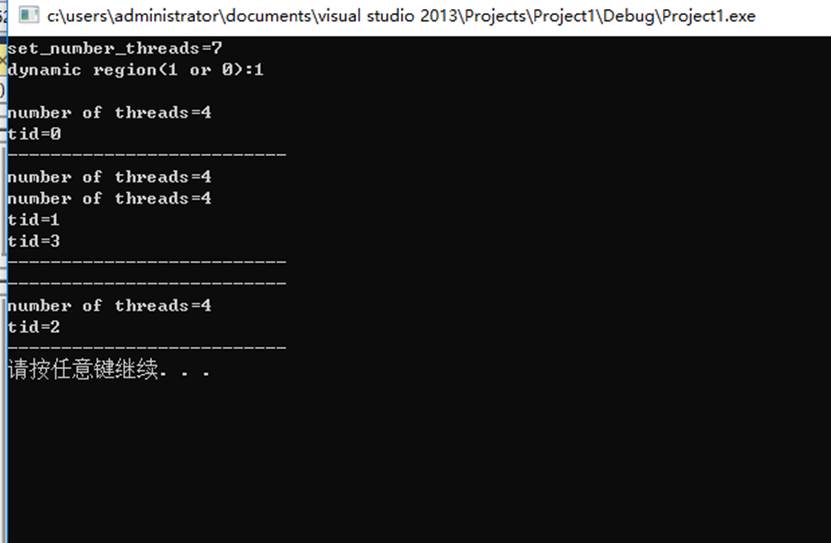 c:\users\administrator\documents\visual studio 2013\Projects\Project1\Debug\Project1.exe
set_number_threads=7
dynamic region(1 or 0):1
number of threads=4
tid=0
--------------------------
number of threads=4
number of threads=4
tid=1
tid=3
--------------------------
--------------------------
number of threads=4
tid=2
--------------------------
请按任意键继续. . .